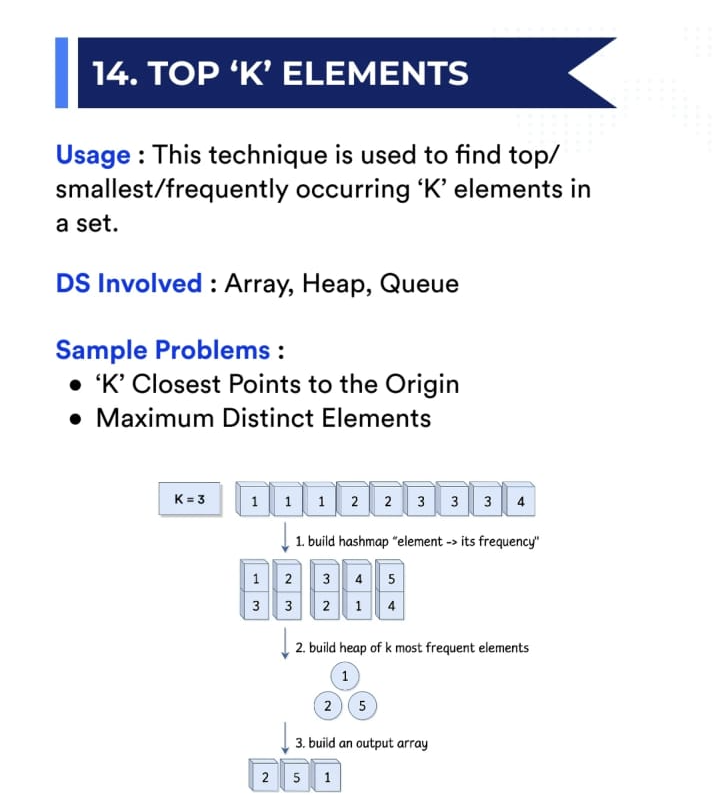 14. TOP ‘K’ ELEMENTS
Usage : This technique is used to find top/
smallest/frequently occurring ‘K’ elements in
a set.
DS Involved : Array, Heap, Queue
Sample Problems :
● ‘K’ Closest Points to the Origin
● Maximum Distinct Elements
K = 3 1 1 1 2 2 3 3 3 4
1. build hashmap "element -> its frequency"
1 2 3 4 5
3 3 2 1 4
2. build heap of k most frequent elements
1
2 5
3. build an output array
2 5 1